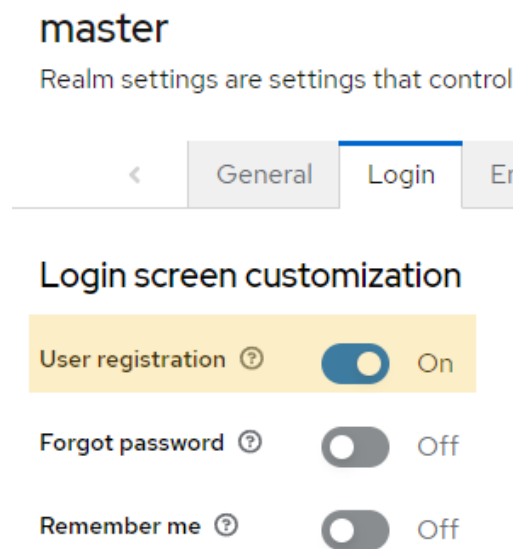 master
Realm settings are settings that control
General Login
Login screen customization
User registration On
Forgot password Off
Remember me Off